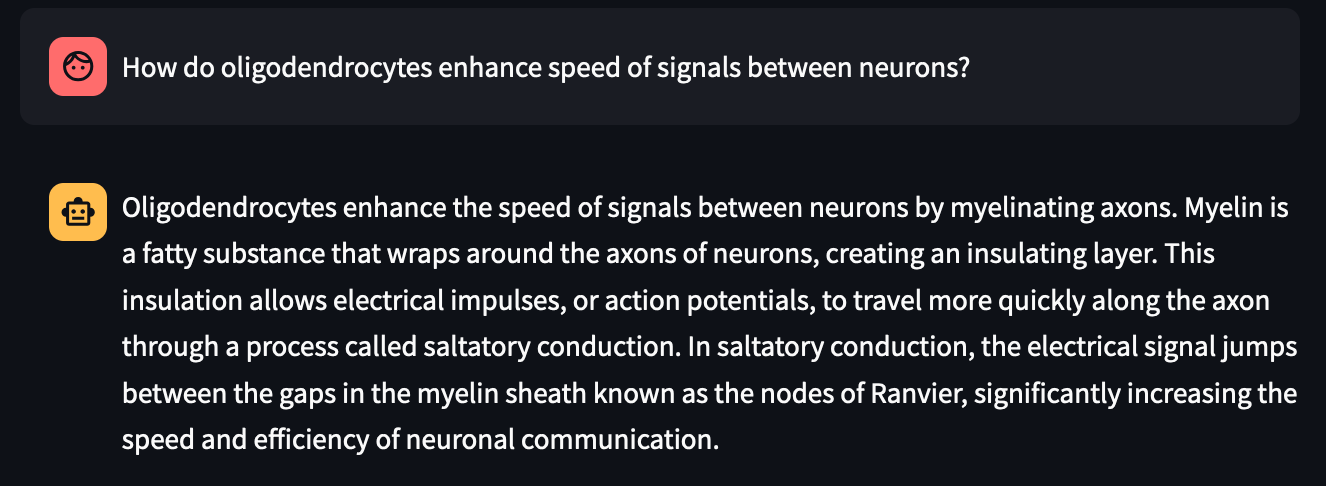 How do oligodendrocytes enhance speed of signals between neurons?
Oligodendrocytes enhance the speed of signals between neurons by myelinating axons. Myelin is
a fatty substance that wraps around the axons of neurons, creating an insulating layer. This
insulation allows electrical impulses, or action potentials, to travel more quickly along the axon
through a process called saltatory conduction. In saltatory conduction, the electrical signal jumps
between the gaps in the myelin sheath known as the nodes of Ranvier, significantly increasing the
speed and efficiency of neuronal communication.